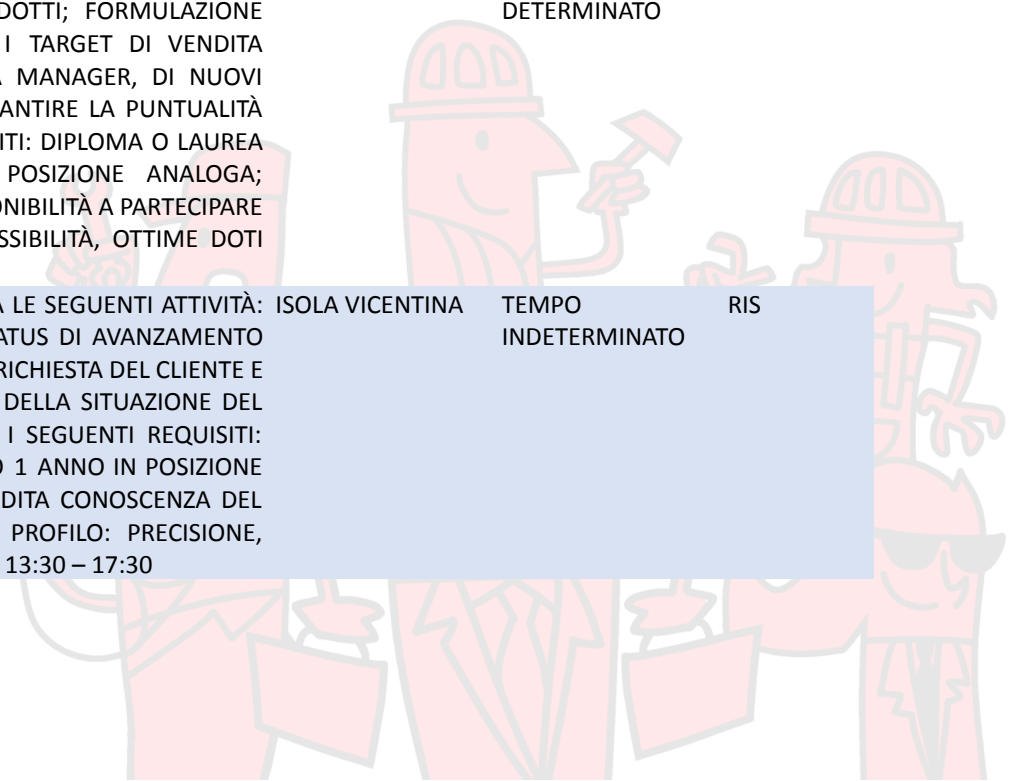 DOTTI; FORMULAZIONE DETERMINATO
I TARGET DI VENDITA
MANAGER, DI NUOVI
ANTIRE LA PUNTUALITÀ
ITI: DIPLOMA O LAUREA
POSIZIONE ANALOGA;
ONIBILITÀ A PARTECIPARE
SSIBILITÀ, OTTIME DOTI
A LE SEGUENTI ATTIVITÀ: ISOLA VICENTINA TEMPO RIS
ATUS DI AVANZAMENTO INDETERMINATO
RICHIESTA DEL CLIENTE E
DELLA SITUAZIONE DEL
I SEGUENTI REQUISITI:
1 ANNO IN POSIZIONE
DITA CONOSCENZA DEL
PROFILO: PRECISIONE,
13:30 – 17:30